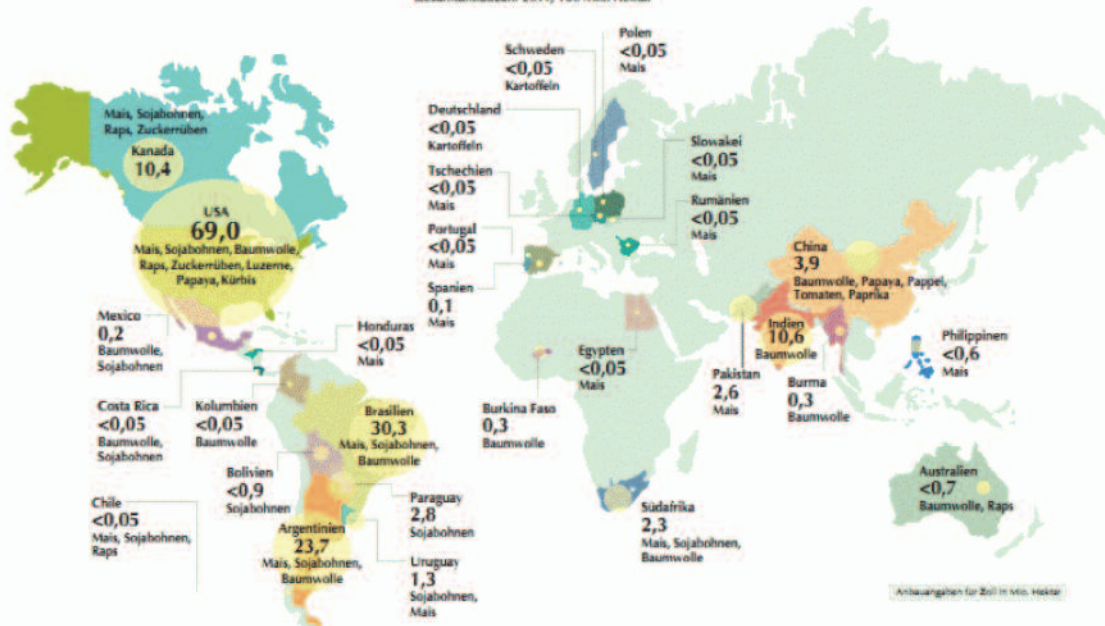 Polen
<0,05
Mais
Schweden
<0,05
Kartoffeln
Mais, Sojabohnen,
Raps, Zuckerrüben
Kanada
10,4
Deutschland
<0,05
Kartoffeln
Slowakei
<0,05
Mais
Tschechien
<0,05
Mais
Rumänien
<0,05
Mais
USA
69,0
Mais, Sojabohnen, Baumwolle,
Raps, Zuckerrüben, Luzerne,
Papaya, Kürbis
Portugal
<0,05
Mais
China
3,9
Baumwolle, Papaya, Pappel,
Tomaten, Paprika
Spanien
0,1
Mais
Mexico
0,2
Baumwolle,
Sojabohnen
Honduras
<0,05
Mais
Egypten
<0,05
Mais
Indien
10,6
Baumwolle
Philippinen
<0,6
Mais
Pakistan
2,6
Mais
Burma
0,3
Baumwolle
Costa Rica
<0,05
Baumwolle,
Sojabohnen
Kolumbien
<0,05
Baumwolle
Brasilien
30,3
Mais, Sojabohnen,
Baumwolle
Burkina Faso
0,3
Baumwolle
Bolivien
<0,9
Sojabohnen
Paraguay
2,8
Sojabohnen
Australien
<0,7
Baumwolle, Raps
Chile
<0,05
Mais, Sojabohnen,
Raps
Argentinien
23,7
Mais, Sojabohnen,
Baumwolle
Südafrika
2,3
Mais, Sojabohnen,
Baumwolle
Uruguay
1,3
Sojabohnen,
Mais
Anbauangaben für 2011 in Mio. Hektar